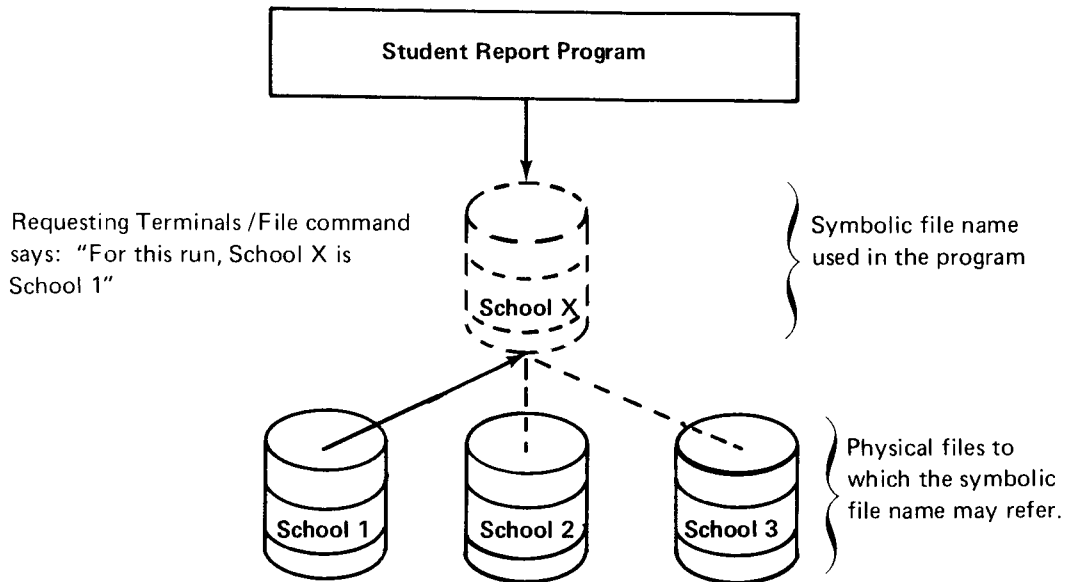 Student Report Program
Requesting Terminals /File command
says: "For this run, School X is
School 1"
Symbolic file name
used in the program
School X
Physical files to
which the symbolic
file name may refer.
School 1
School 2
School 3